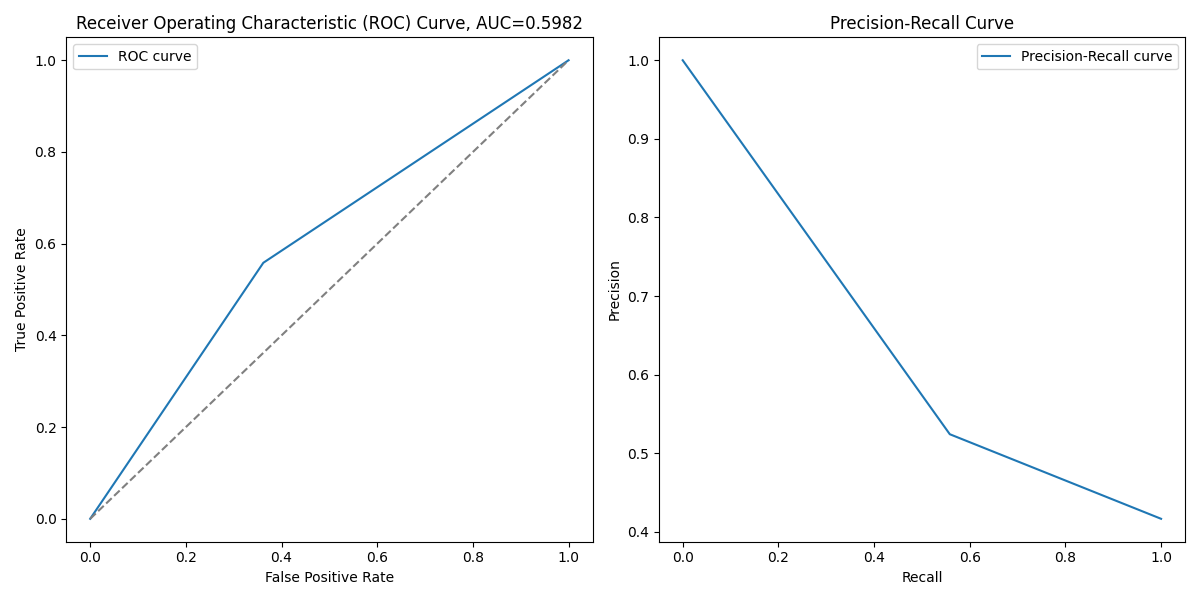 Receiver Operating Characteristic (ROC) Curve, AUC=0.5982
ROC curve
1.0
0.8
0.6
0.4
0.2
0.0
True Positive Rate
0.0 0.2 0.4 0.6 0.8 1.0
False Positive Rate
Precision-Recall Curve
Precision-Recall curve
1.0
0.9
0.8
0.7
0.6
0.5
0.4
Precision
0.0 0.2 0.4 0.6 0.8 1.0
Recall